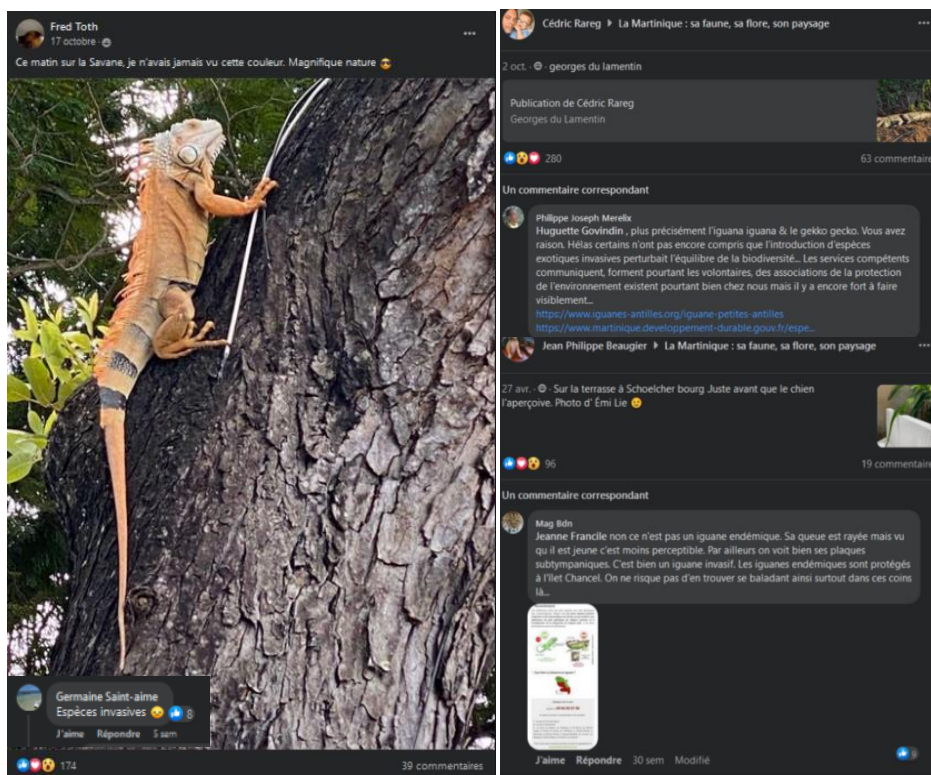 Fred Toth
17 octobre ·
Ce matin sur la Savane, je n'avais jamais vu cette couleur. Magnifique nature 😎
Germaine Saint-aime
Espèces invasives 😕 8
J'aime Répondre 5 sem
174 39 commentaires
Cédric Rareg ▸ La Martinique : sa faune, sa flore, son paysage
2 oct. · georges du lamentin
Publication de Cédric Rareg
Georges du Lamentin
280 63 commentaire
Un commentaire correspondant
Philippe Joseph Merelix
Huguette Govindin , plus précisément l'iguana iguana & le gekko gecko. Vous avez
raison. Hélas certains n'ont pas encore compris que l'introduction d'espèces
exotiques invasives perturbait l'équilibre de la biodiversité... Les services compétents
communiquent, forment pourtant les volontaires, des associations de la protection
de l'environnement existent pourtant bien chez nous mais il y a encore fort à faire
visiblement...
https://www.iguanes-antilles.org/iguane-petites-antilles
https://www.martinique.developpement-durable.gouv.fr/espe...
Jean Philippe Beaugier ▸ La Martinique : sa faune, sa flore, son paysage
27 avr. · Sur la terrasse à Schoelcher bourg Juste avant que le chien
l'aperçoive. Photo d' Émi Lie 😉
96 19 commentaire
Un commentaire correspondant
Mag Bdn
Jeanne Francile non ce n'est pas un iguane endémique. Sa queue est rayée mais vu
qu il est jeune c'est moins perceptible. Par ailleurs on voit bien ses plaques
subtympaniques. C'est bien un iguane invasif. Les iguanes endémiques sont protégés
à l'îlet Chancel. On ne risque pas d'en trouver se baladant ainsi surtout dans ces coins
là...
J'aime Répondre 30 sem Modifié 9